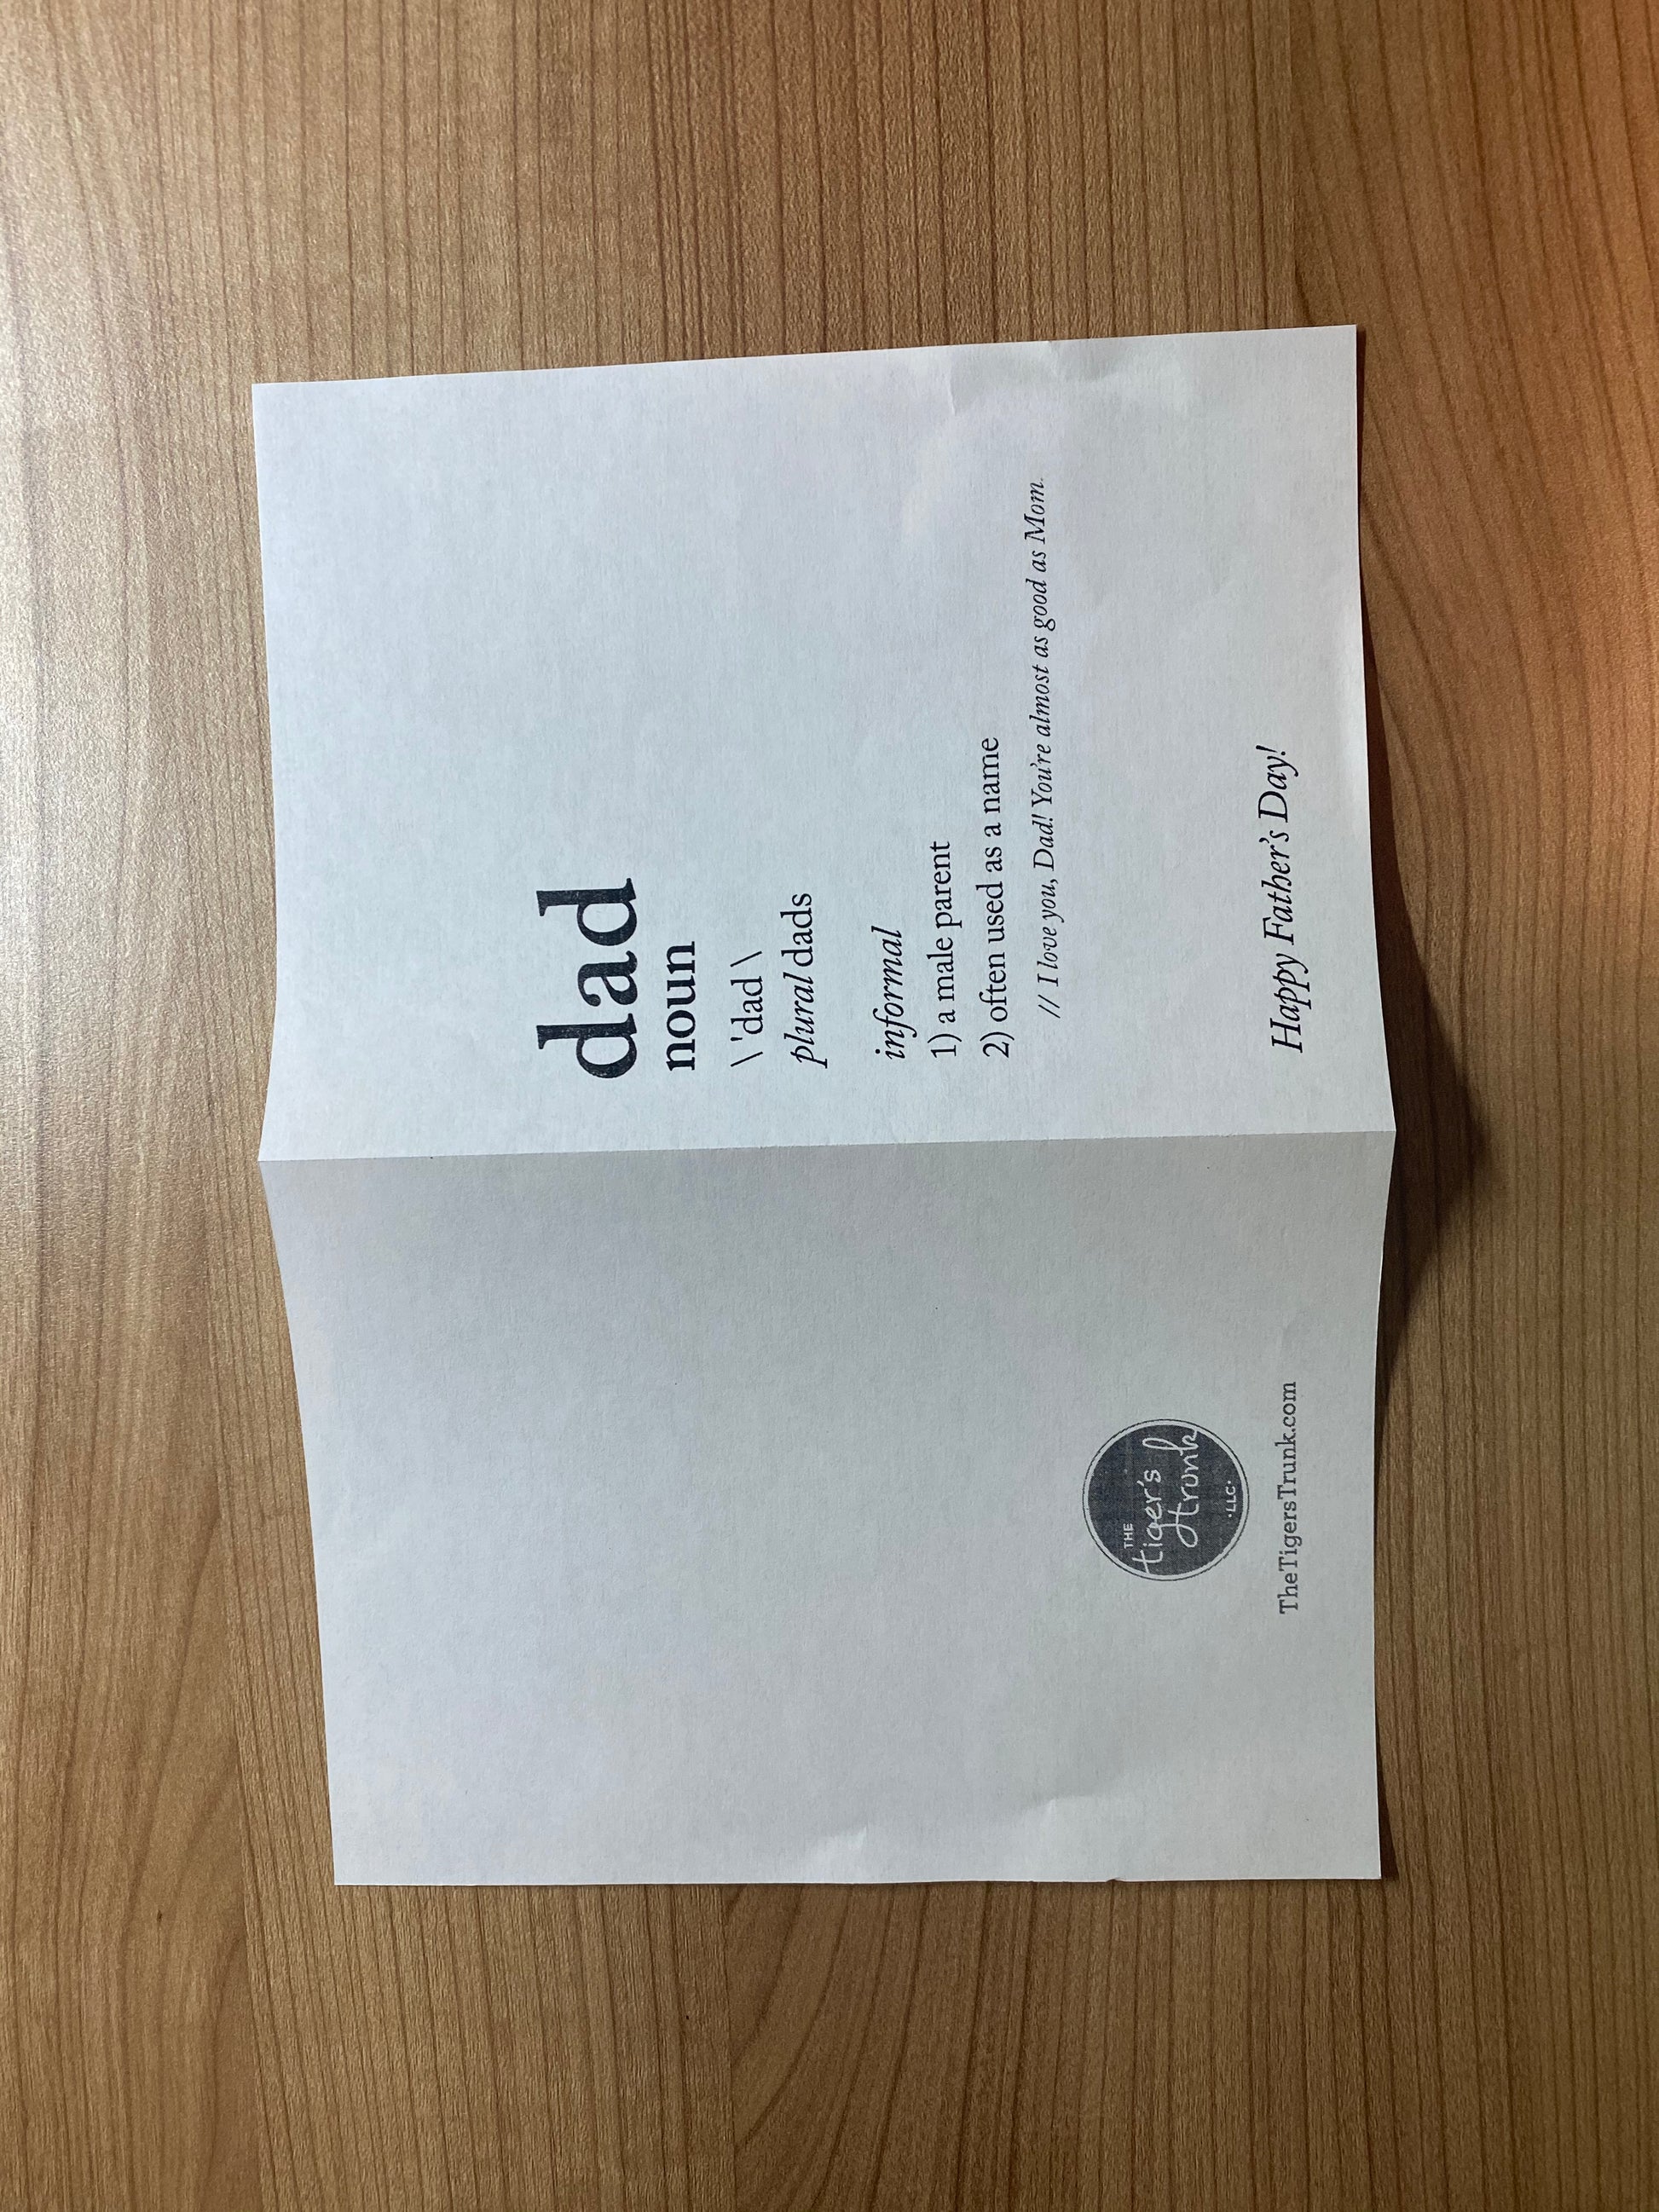 dad
noun
\ 'dad \
plural dads
informal
1) a male parent
2) often used as a name
// I love you, Dad! You're almost as good as Mom.
Happy Father's Day!
THE
tiger's
trunk
·LLC·
TheTigersTrunk.com